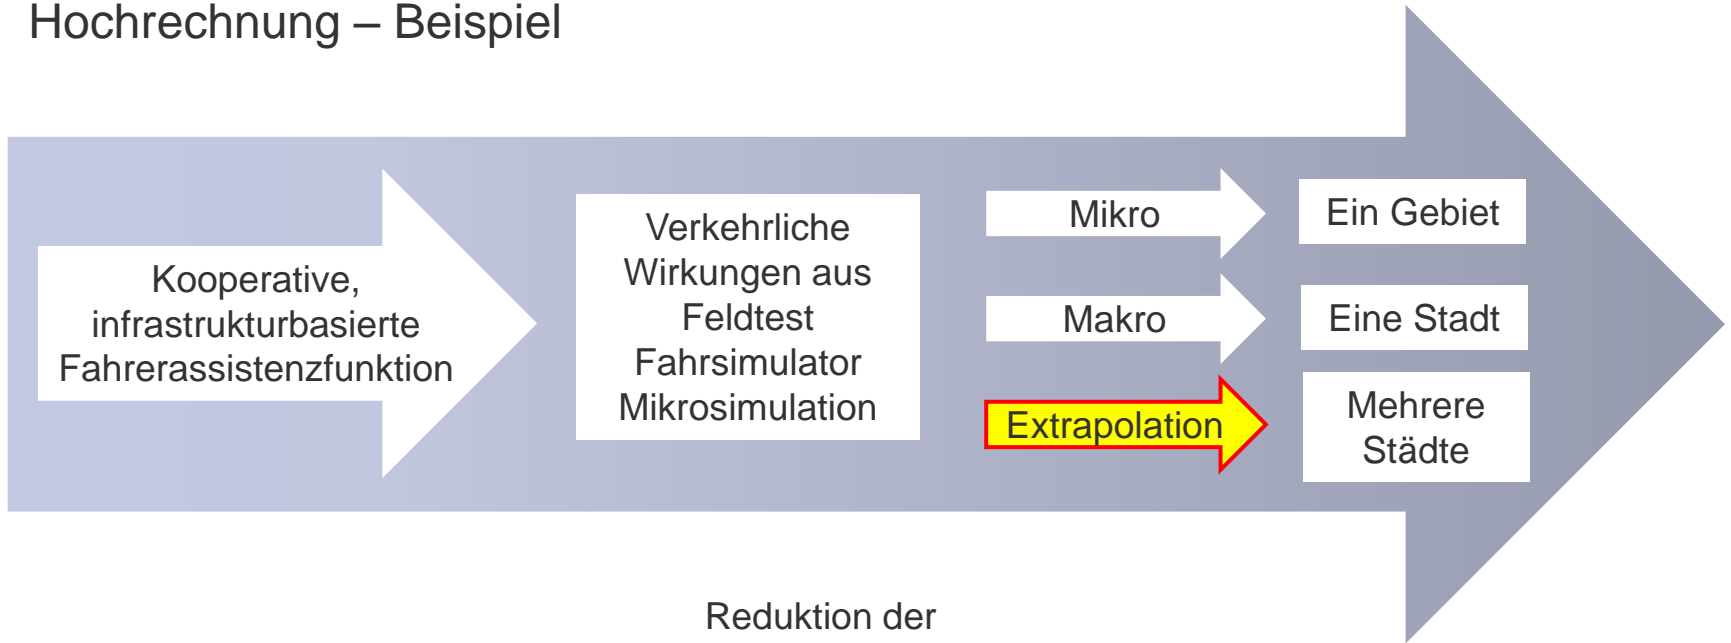 Hochrechnung – Beispiel
Kooperative,
infrastrukturbasierte
Fahrerassistenzfunktion
Verkehrliche
Wirkungen aus
Feldtest
Fahrsimulator
Mikrosimulation
Mikro
Ein Gebiet
Makro
Eine Stadt
Extrapolation
Mehrere
Städte
Reduktion der